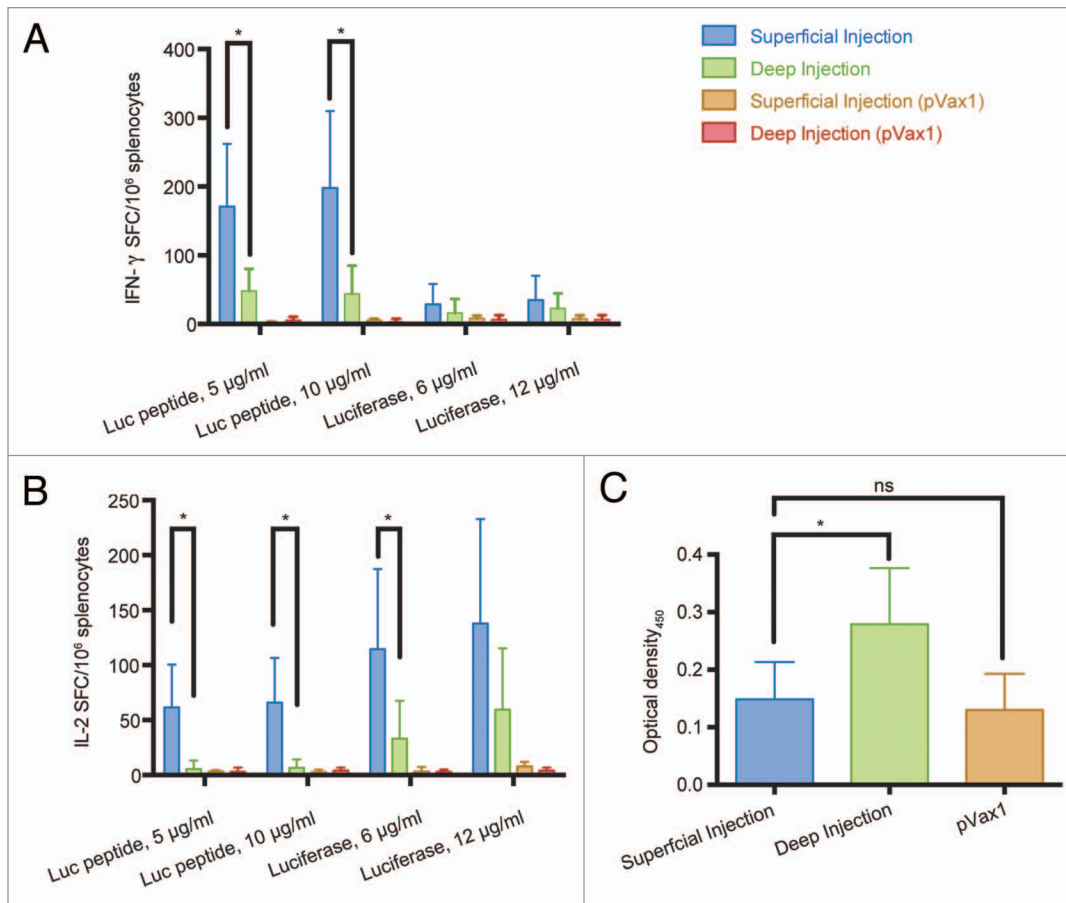 A
*
*
400
300
200
100
0
IFN- γ SFC/10⁶ splenocytes
Luc peptide, 5 µg/ml
Luc peptide, 10 µg/ml
Luciferase, 6 µg/ml
Luciferase, 12 µg/ml
Superficial Injection
Deep Injection
Superficial Injection (pVax1)
Deep Injection (pVax1)
B
*
*
*
250
200
150
100
50
0
IL-2 SFC/10⁶ splenocytes
Luc peptide, 5 µg/ml
Luc peptide, 10 µg/ml
Luciferase, 6 µg/ml
Luciferase, 12 µg/ml
C
ns
*
0.4
0.3
0.2
0.1
0.0
Optical density₄₅₀
Superfcial Injection
Deep Injection
pVax1